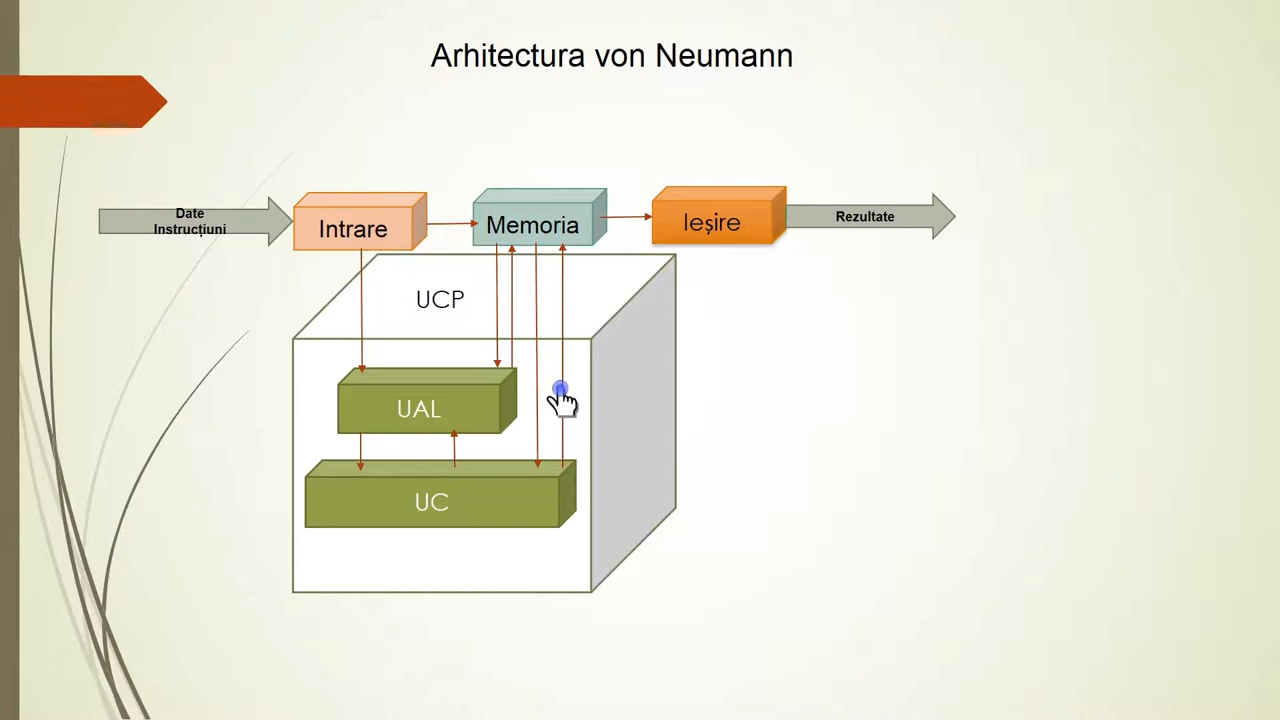 Arhitectura von Neumann
Date
Instrucțiuni
Intrare
Memoria
Ieșire
Rezultate
UCP
UAL
UC